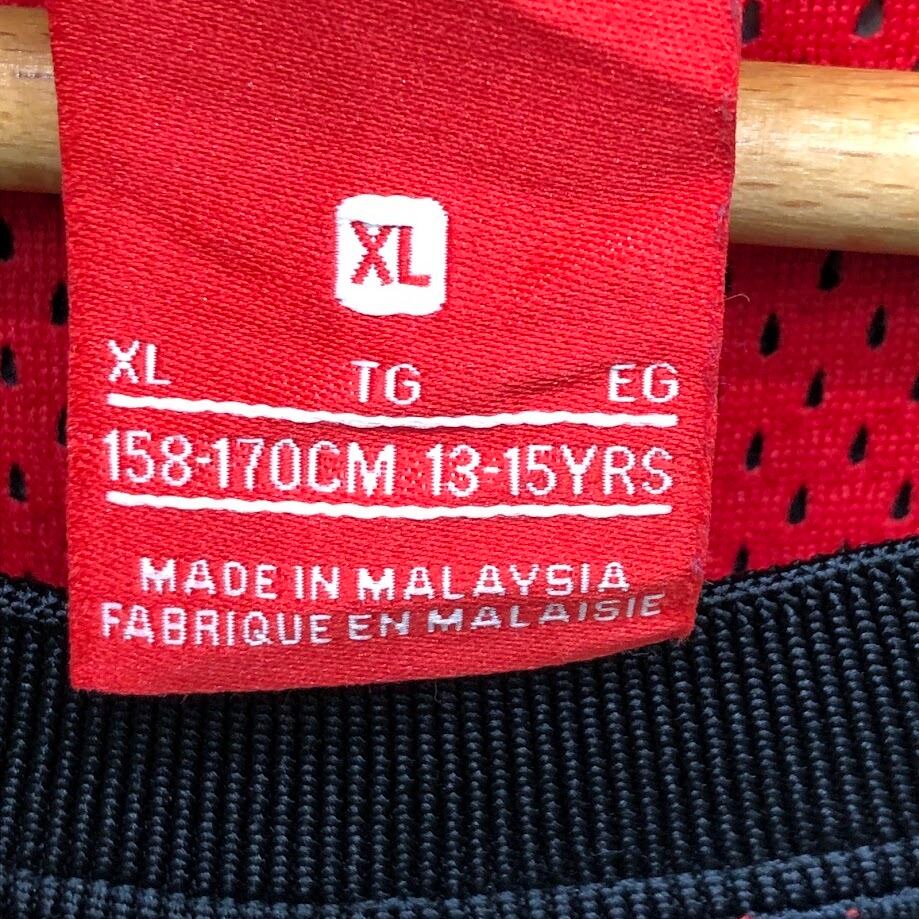 XL
XL TG EG
158-170CM 13-15YRS
MADE IN MALAYSIA
FABRIQUE EN MALAISIE